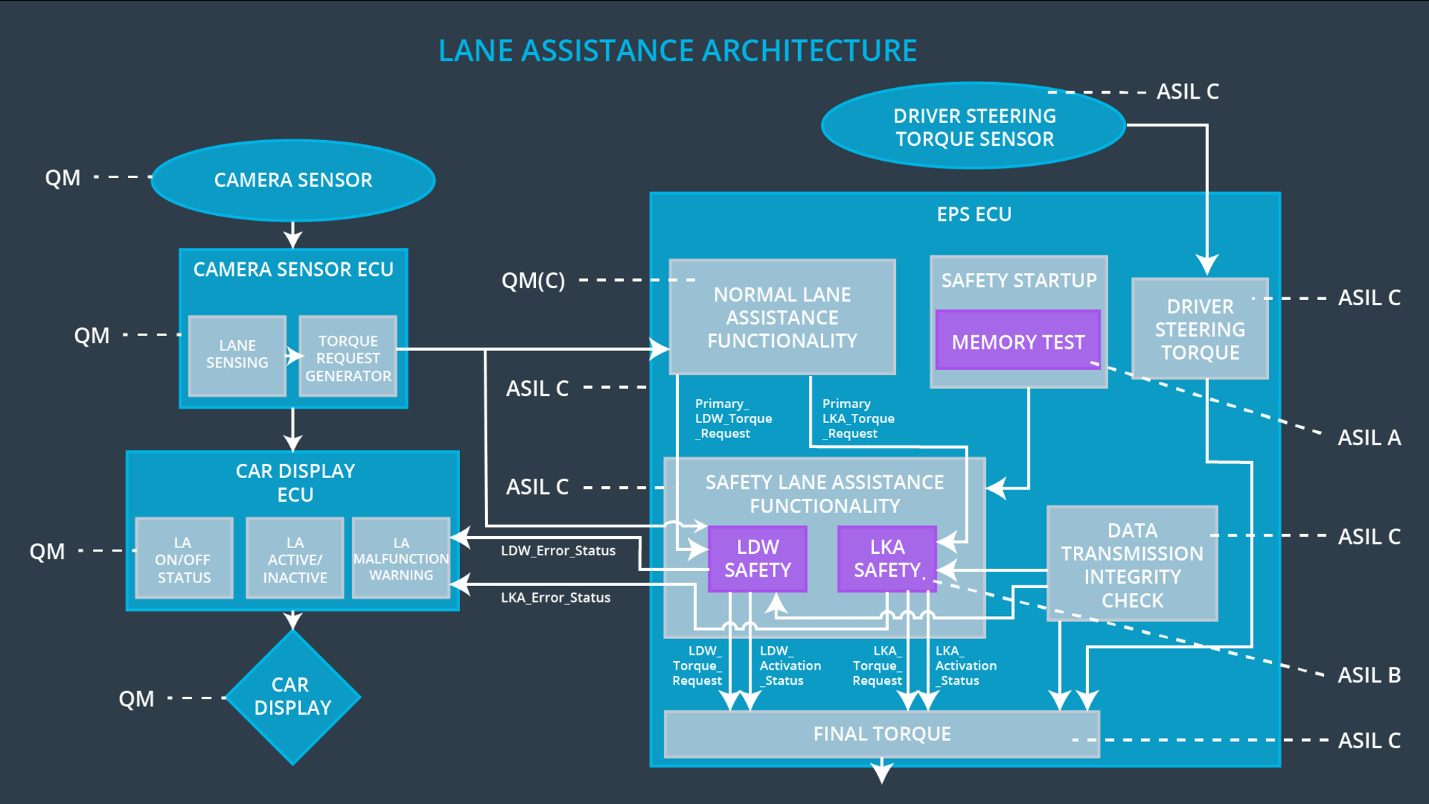 LANE ASSISTANCE ARCHITECTURE
ASIL C
DRIVER STEERING
TORQUE SENSOR
QM
CAMERA SENSOR
EPS ECU
CAMERA SENSOR ECU
QM
LANE
SENSING
TORQUE
REQUEST
GENERATOR
QM(C)
NORMAL LANE
ASSISTANCE
FUNCTIONALITY
SAFETY STARTUP
MEMORY TEST
DRIVER
STEERING
TORQUE
ASIL C
ASIL C
Primary_
LDW_Torque
_Request
Primary
LKA_Torque
_Request
ASIL A
CAR DISPLAY
ECU
QM
LA
ON/OFF
STATUS
LA
ACTIVE/
INACTIVE
LA
MALFUNCTION
WARNING
ASIL C
SAFETY LANE ASSISTANCE
FUNCTIONALITY
LDW
SAFETY
LKA
SAFETY
DATA
TRANSMISSION
INTEGRITY
CHECK
ASIL C
LDW_Error_Status
LKA_Error_Status
LDW_
Torque_
Request
LDW_
Activation
_Status
LKA_
Torque_
Request
LKA_
Activation
_Status
ASIL B
QM
CAR
DISPLAY
FINAL TORQUE
ASIL C